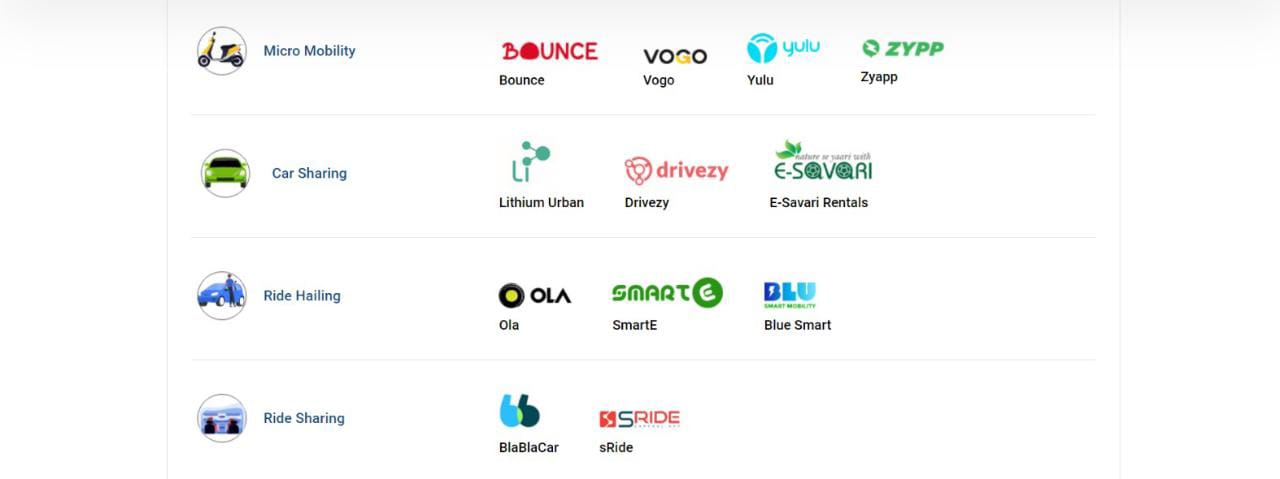 Micro Mobility
BOUNCE
VOGO
yulu
ZYPP
Bounce
Vogo
Yulu
Zyapp
Car Sharing
Li
drivezy
nature se yaari with
E-SAVARI
Lithium Urban
Drivezy
E-Savari Rentals
Ride Hailing
OLA
SMART E
BLU
SMART MOBILITY
Ola
SmartE
Blue Smart
Ride Sharing
SRIDE
BlaBlaCar
sRide